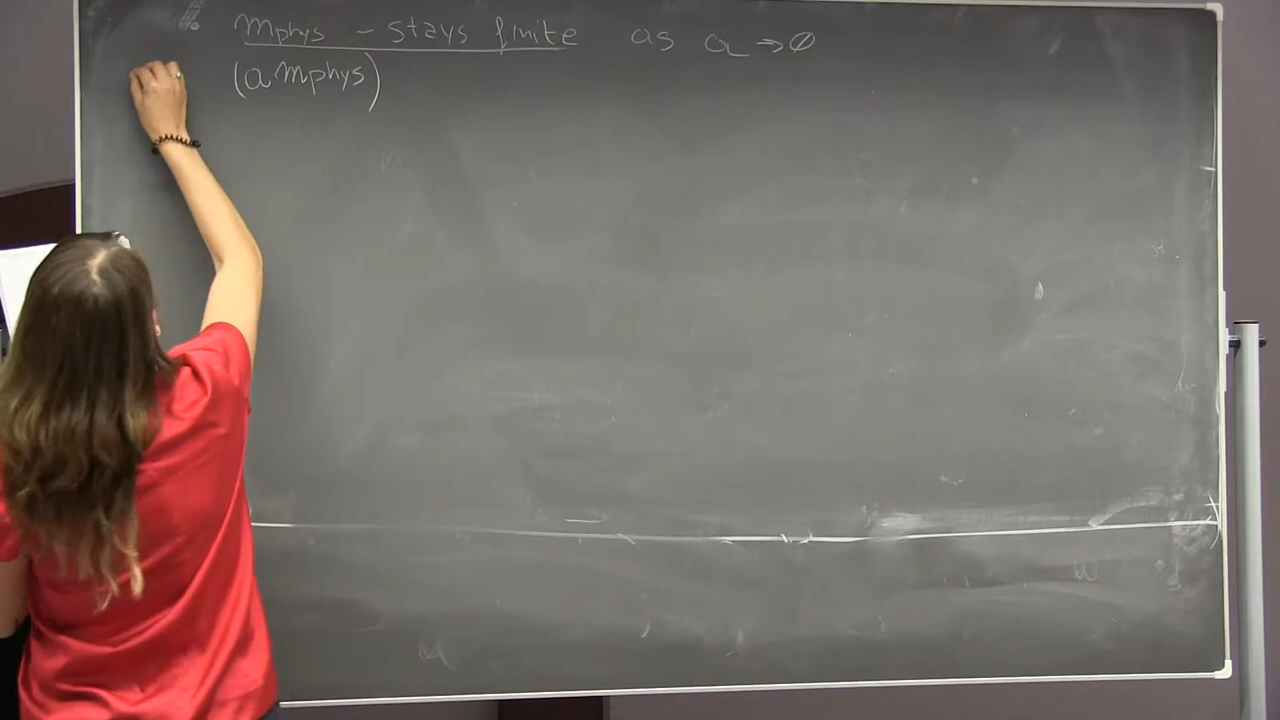 Mphys - stays finite as a → ∅
(a Mphys)